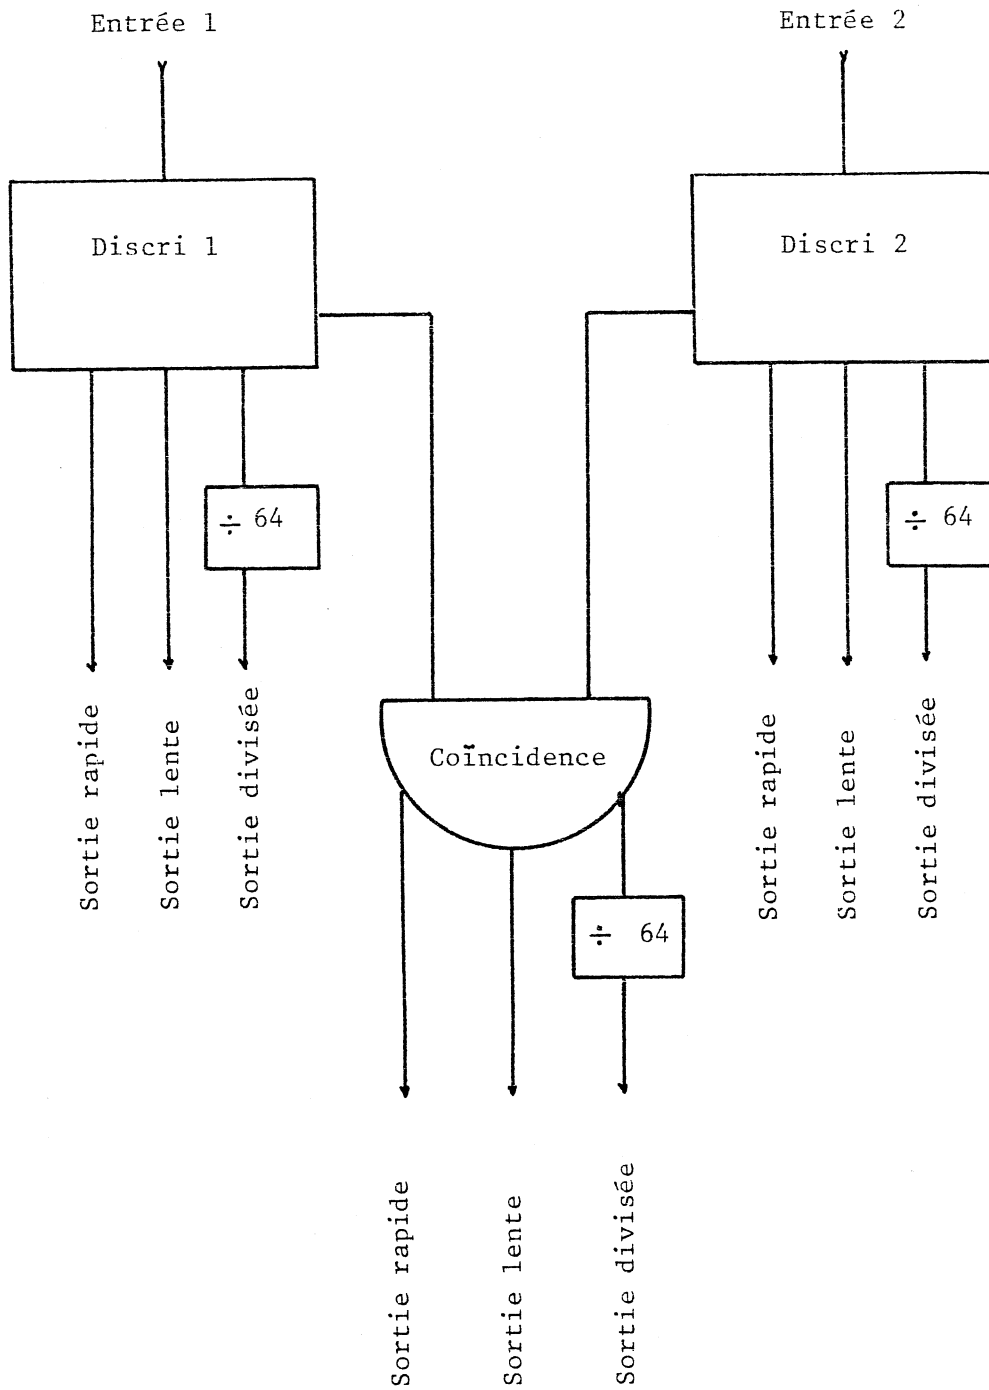 Entrée 1
Entrée 2
Discri 1
Discri 2
÷ 64
÷ 64
Sortie rapide
Sortie lente
Sortie divisée
Coïncidence
Sortie rapide
Sortie lente
Sortie divisée
÷ 64
Sortie rapide
Sortie lente
Sortie divisée